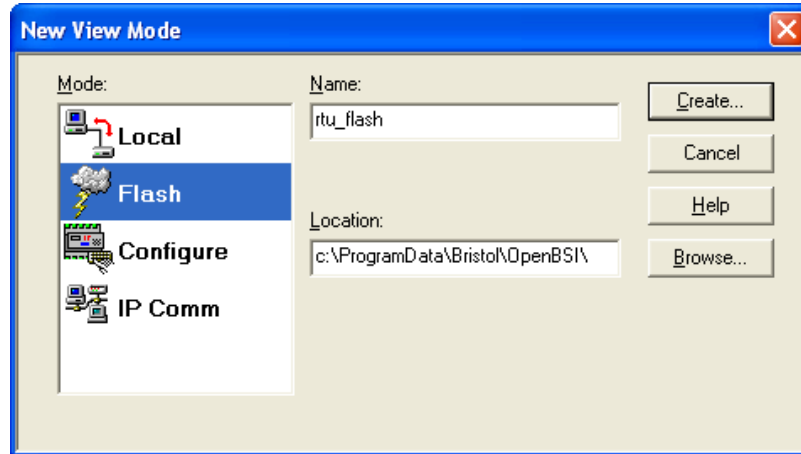 New View Mode
Mode:
Local
Flash
Configure
IP Comm
Name:
rtu_flash
Location:
c:\ProgramData\Bristol\OpenBSI\
Create...
Cancel
Help
Browse...